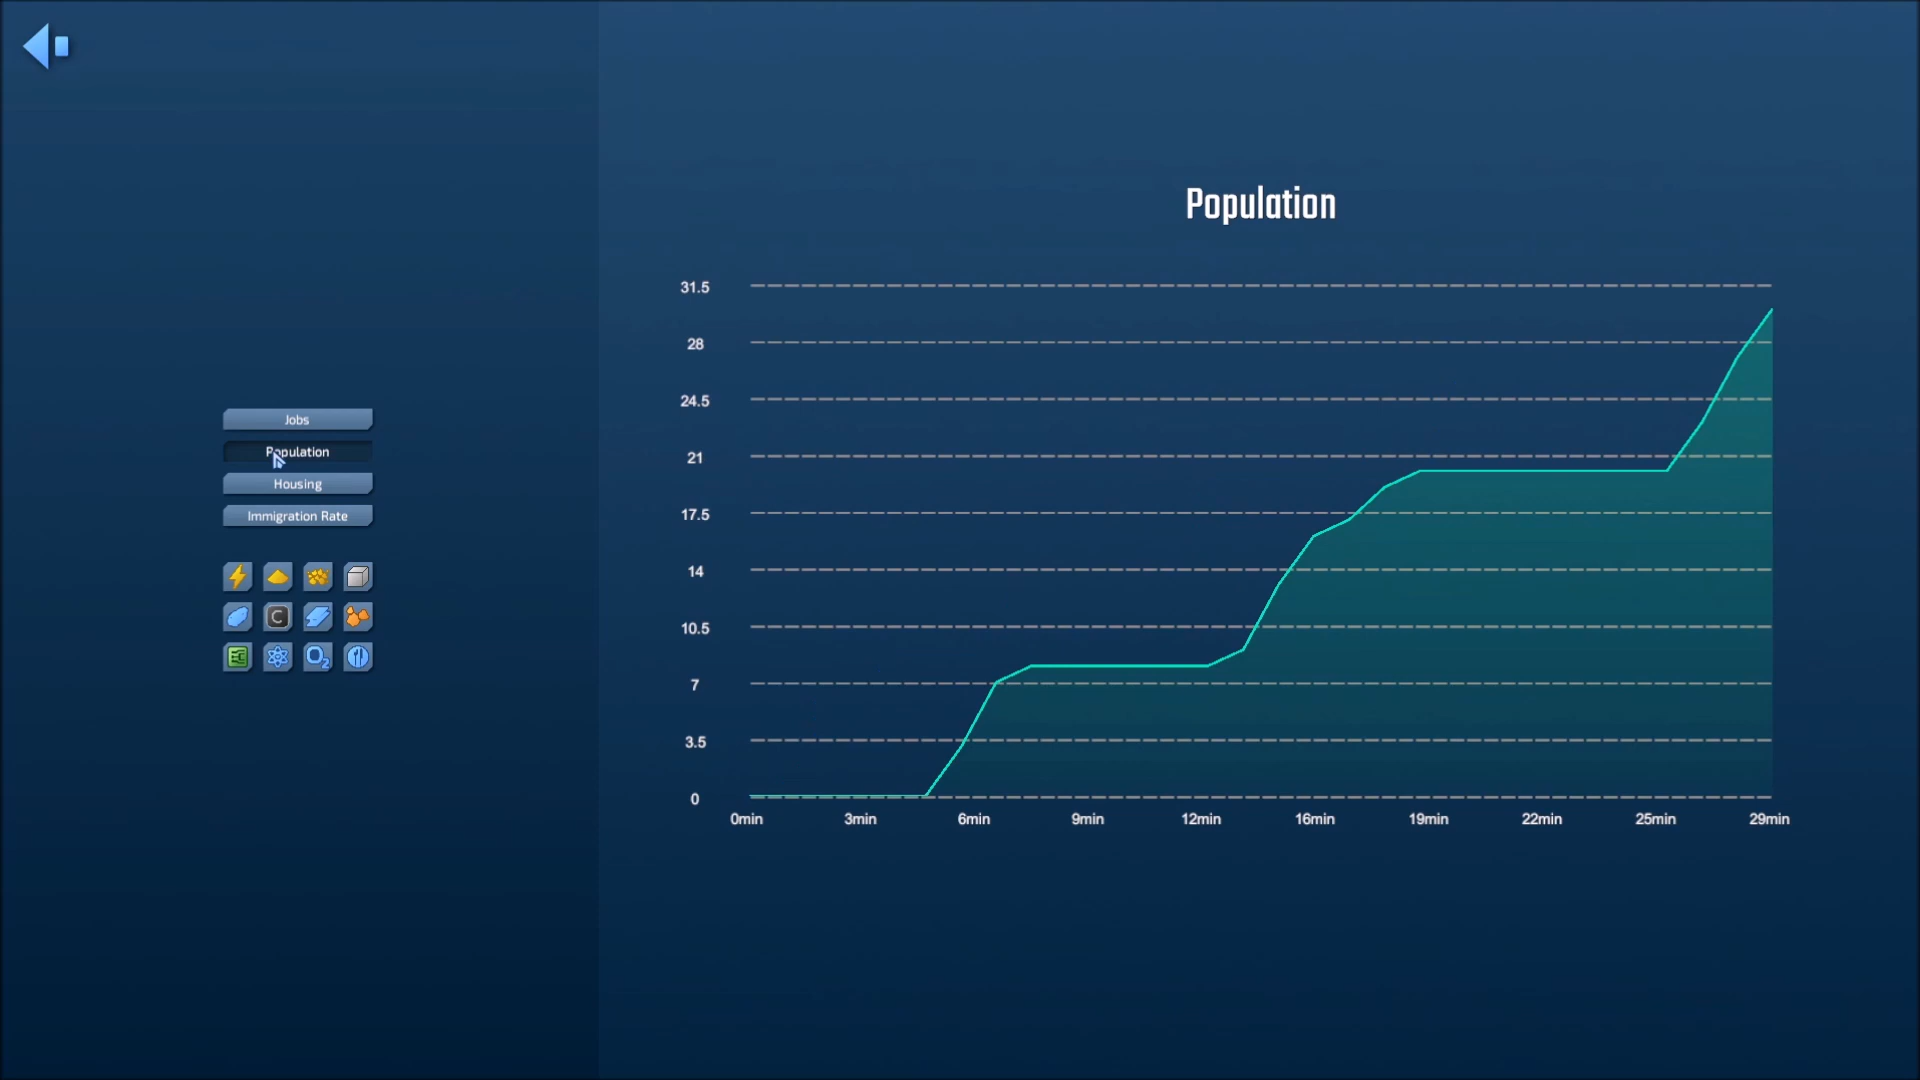 Population
Jobs
Population
Housing
Immigration Rate
C
O2
31.5
28
24.5
21
17.5
14
10.5
7
3.5
0
0min 3min 6min 9min 12min 16min 19min 22min 25min 29min